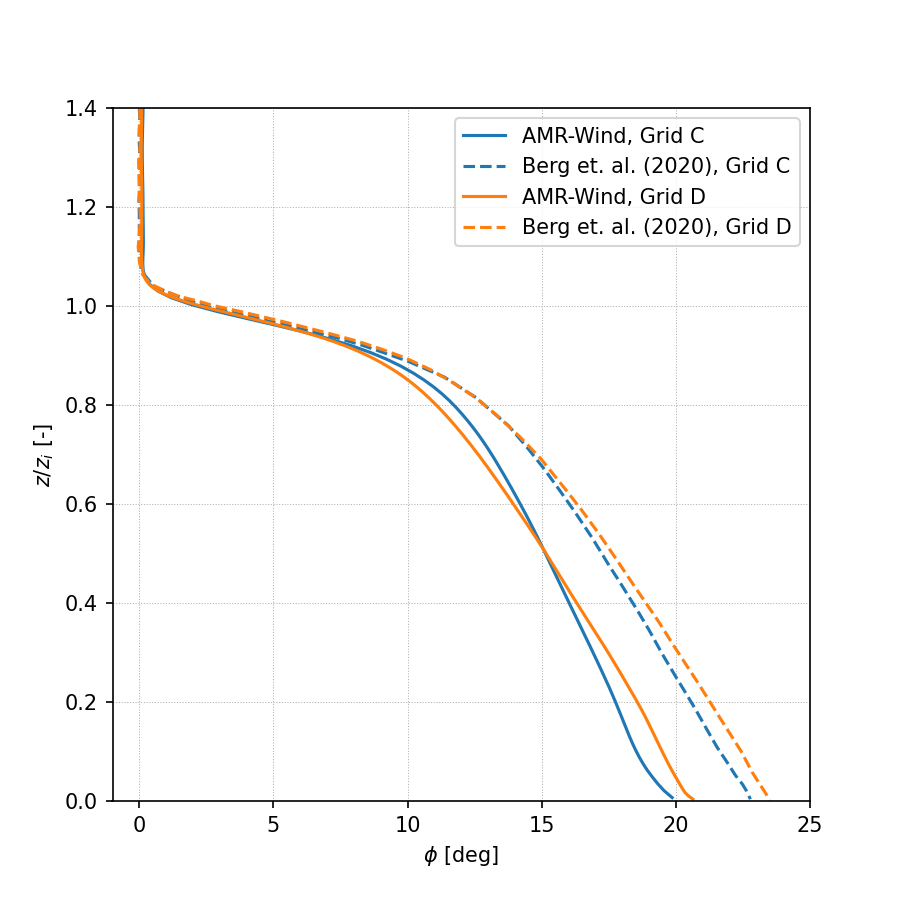 1.4
1.2
1.0
0.8
0.6
0.4
0.2
0.0
z/z_i [-]
AMR-Wind, Grid C
Berg et. al. (2020), Grid C
AMR-Wind, Grid D
Berg et. al. (2020), Grid D
0 5 10 15 20 25
ϕ [deg]